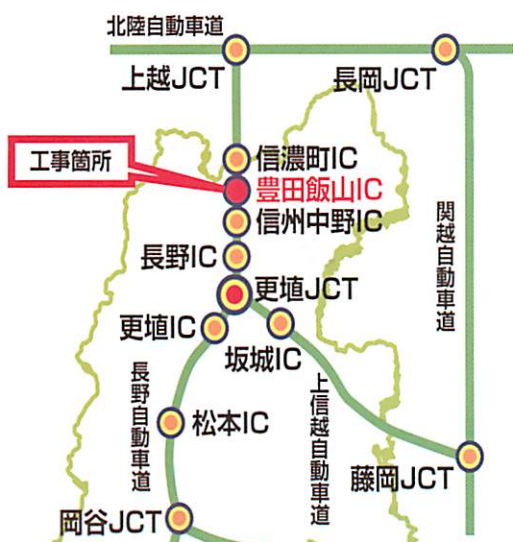 北陸自動車道
上越JCT
長岡JCT
工事箇所
信濃町IC
豊田飯山IC
信州中野IC
関越自動車道
長野IC
更埴JCT
更埴IC
坂城IC
長野自動車道
上信越自動車道
松本IC
藤岡JCT
岡谷JCT